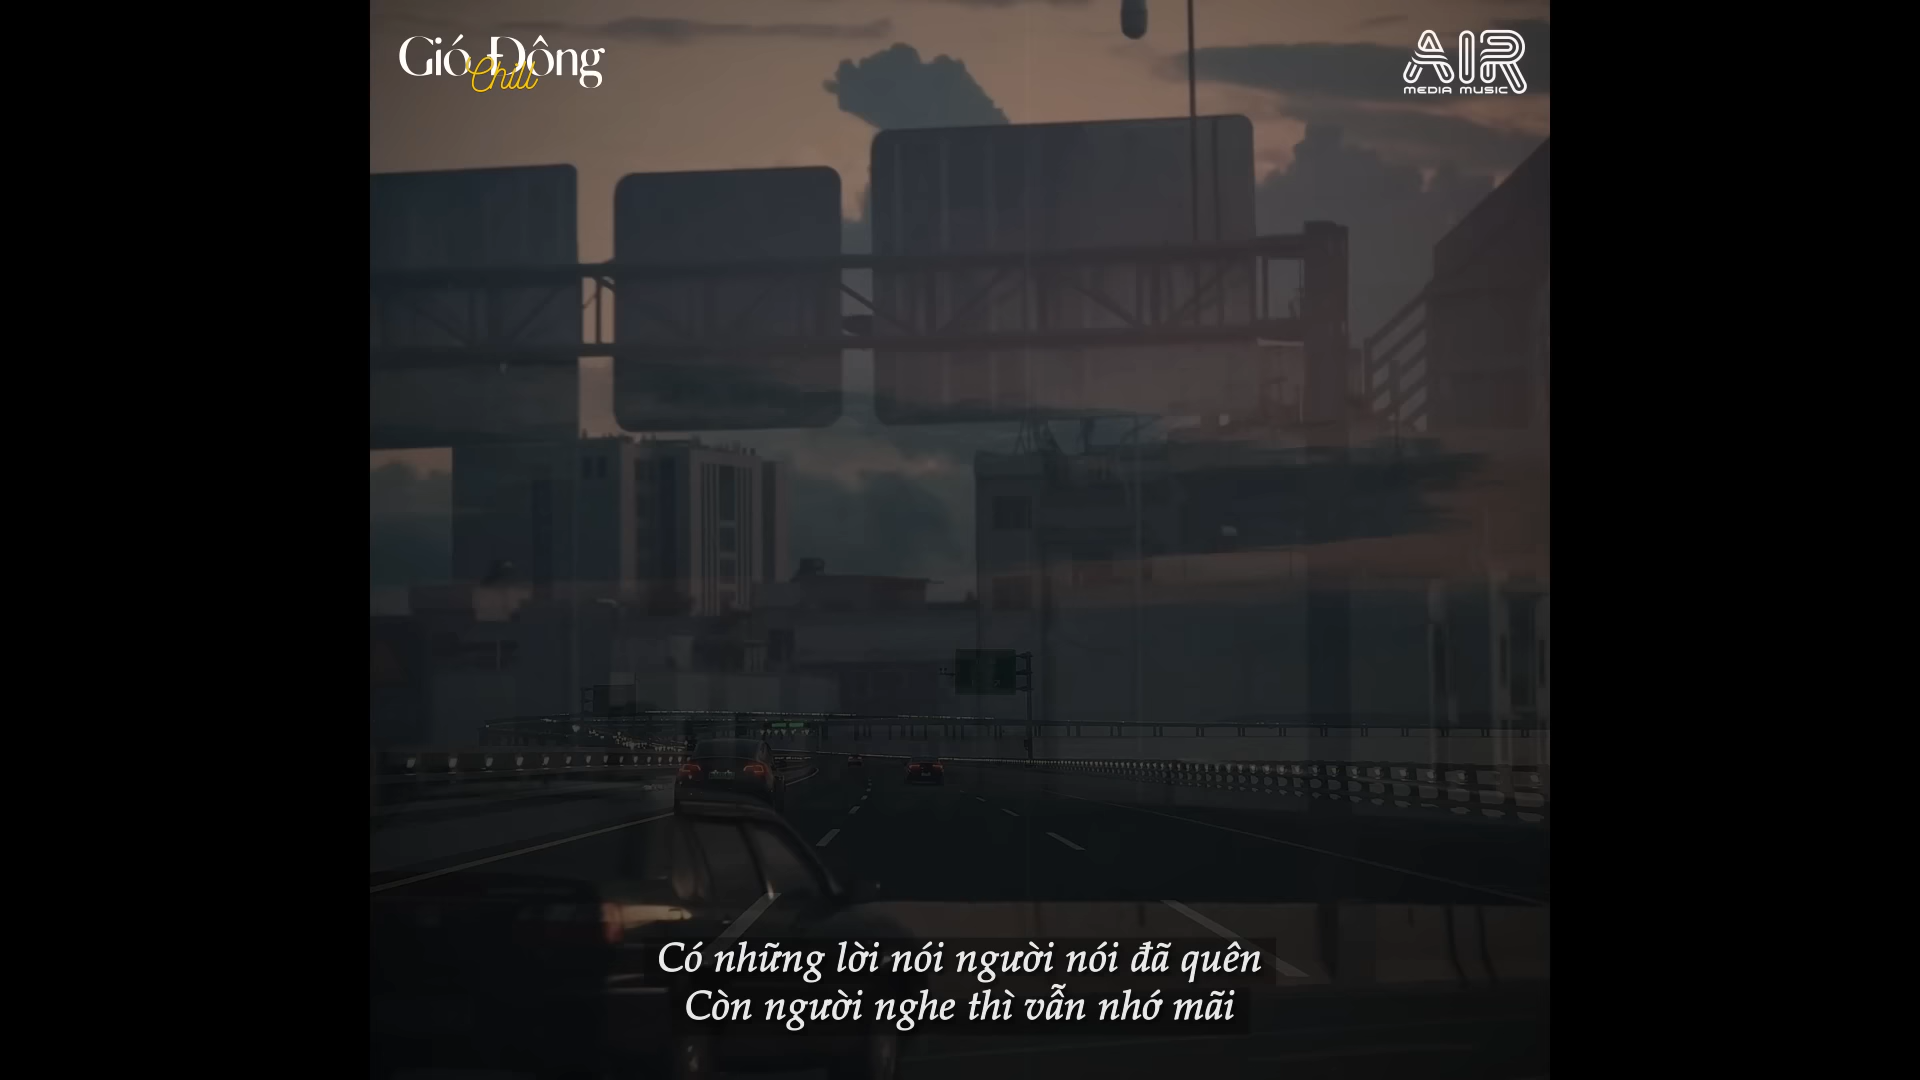 Gió Đông
Chill
AIR
MEDIA MUSIC
Có những lời nói người nói đã quên
Còn người nghe thì vẫn nhớ mãi